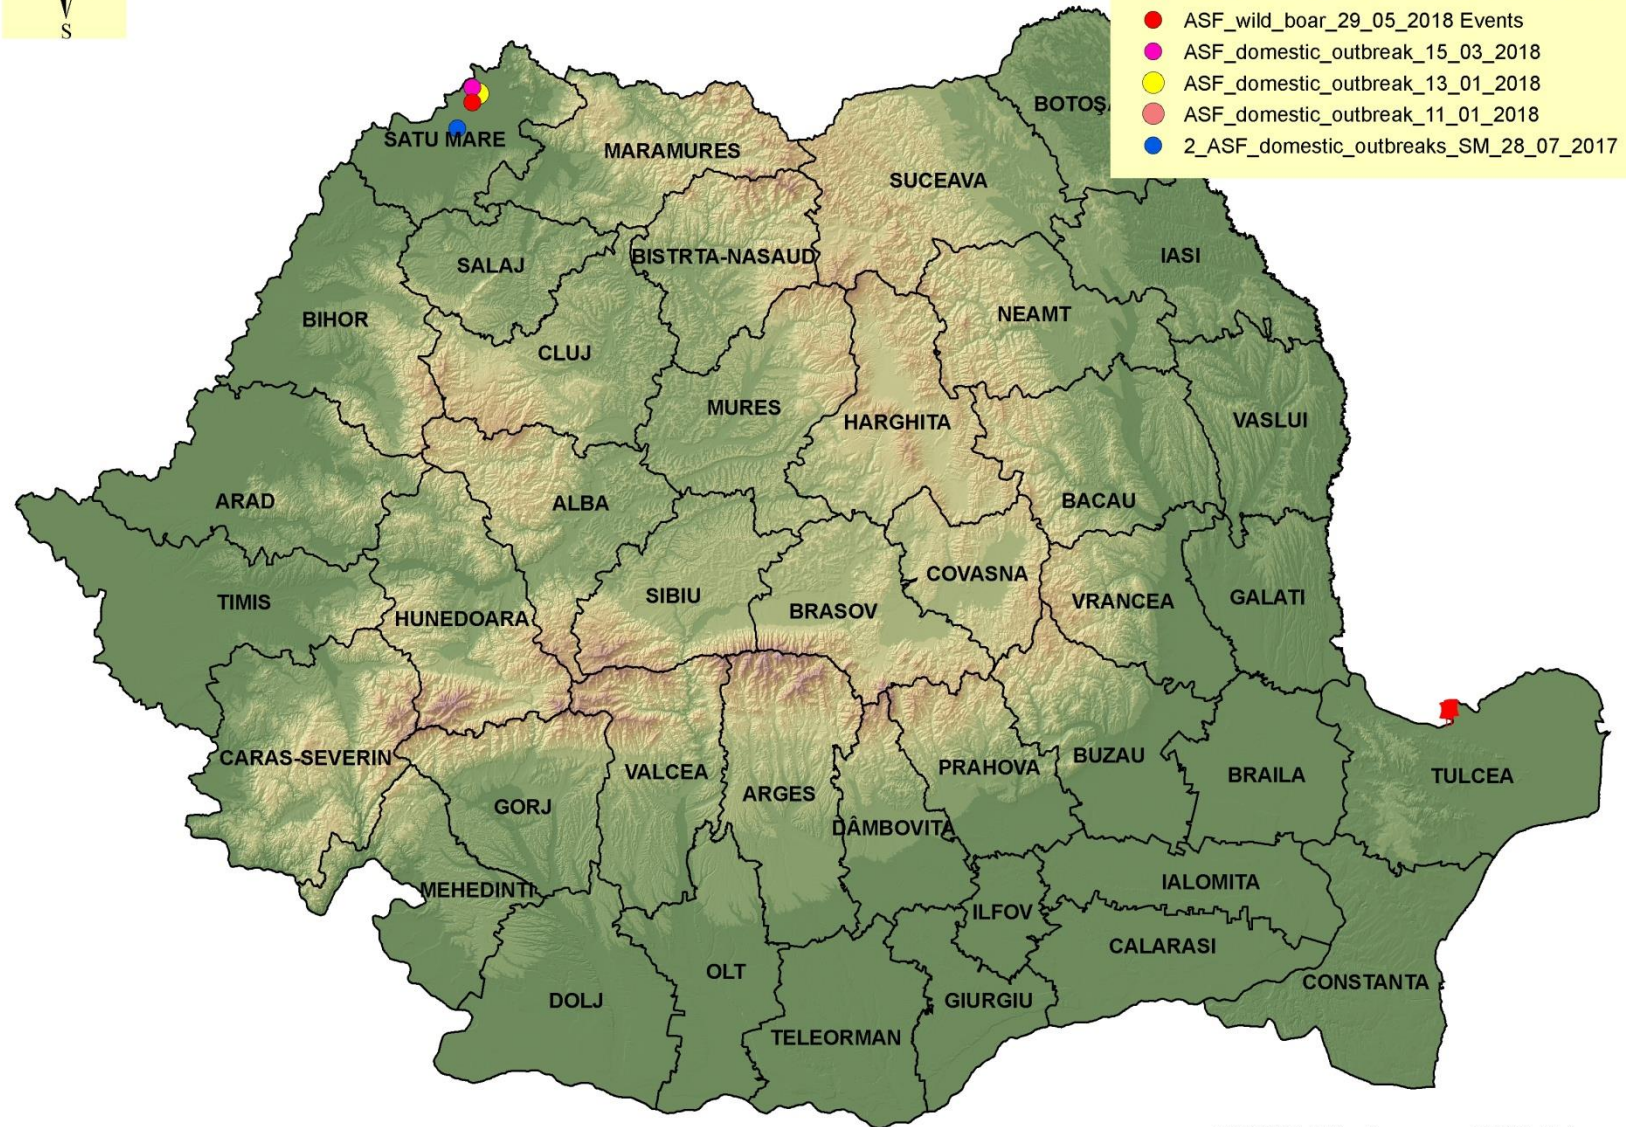 S
ASF_wild_boar_29_05_2018 Events
ASF_domestic_outbreak_15_03_2018
ASF_domestic_outbreak_13_01_2018
ASF_domestic_outbreak_11_01_2018
2_ASF_domestic_outbreaks_SM_28_07_2017
SATU MARE
MARAMURES
SUCEAVA
IASI
SALAJ
BISTRTA-NASAUD
BIHOR
NEAMT
CLUJ
MURES
HARGHITA
VASLUI
ARAD
ALBA
BACAU
COVASNA
TIMIS
SIBIU
BRASOV
VRANCEA
GALATI
HUNEDOARA
CARAS-SEVERIN
VALCEA
PRAHOVA
BUZAU
BRAILA
TULCEA
GORJ
ARGES
DÂMBOVITA
MEHEDINTI
IALOMITA
ILFOV
CALARASI
OLT
CONSTANTA
DOLJ
GIURGIU
TELEORMAN